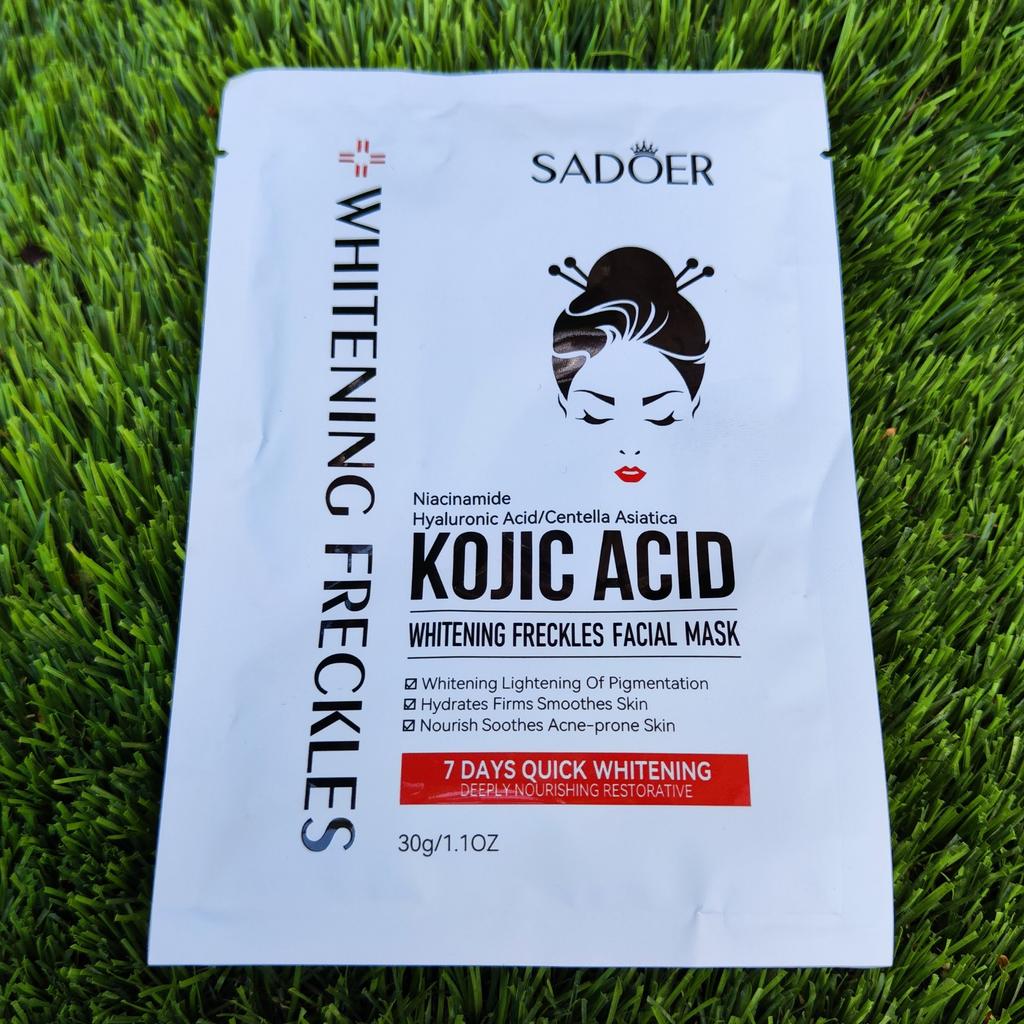 WHITENING FRECKLES
SADOER
Niacinamide
Hyaluronic Acid/Centella Asiatica
KOJIC ACID
WHITENING FRECKLES FACIAL MASK
☑ Whitening Lightening Of Pigmentation
☑ Hydrates Firms Smoothes Skin
☑ Nourish Soothes Acne-prone Skin
7 DAYS QUICK WHITENING
DEEPLY NOURISHING RESTORATIVE
30g/1.1OZ